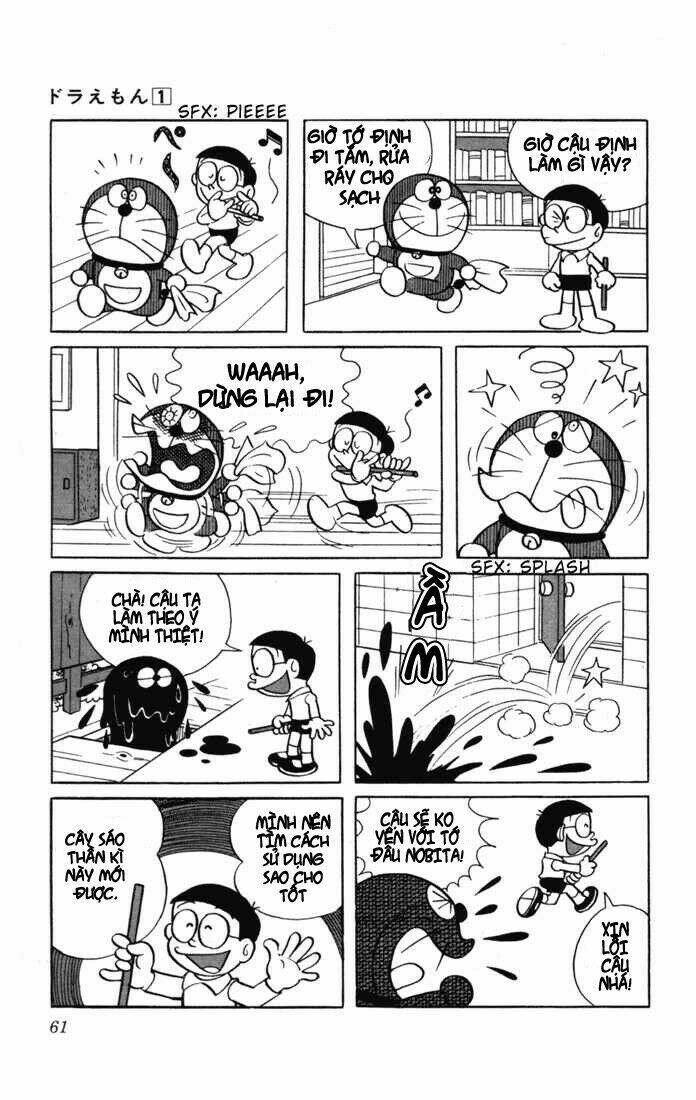 ドラえもん 1
GIỜ CẬU ĐỊNH
LÀM GÌ VẬY?
GIỜ TỚ ĐỊNH
ĐI TẮM, RỬA
RÁY CHO
SẠCH
SFX: PIEEEE
ペ
WAAAH,
DỪNG LẠI ĐI!
SFX: SPLASH
ẦM
CHÀ! CẬU TA
LÀM THEO Ý
MÌNH THIỆT!
CẬU SẼ KO
YÊN VỚI TỚ
ĐÂU NOBITA!
XIN
LỖI
CẬU
NHÁ!
MÌNH NÊN
TÌM CÁCH
SỬ DỤNG
SAO CHO
TỐT
CÂY SÁO
THẦN KÌ
NÀY MỚI
ĐƯỢC.
61